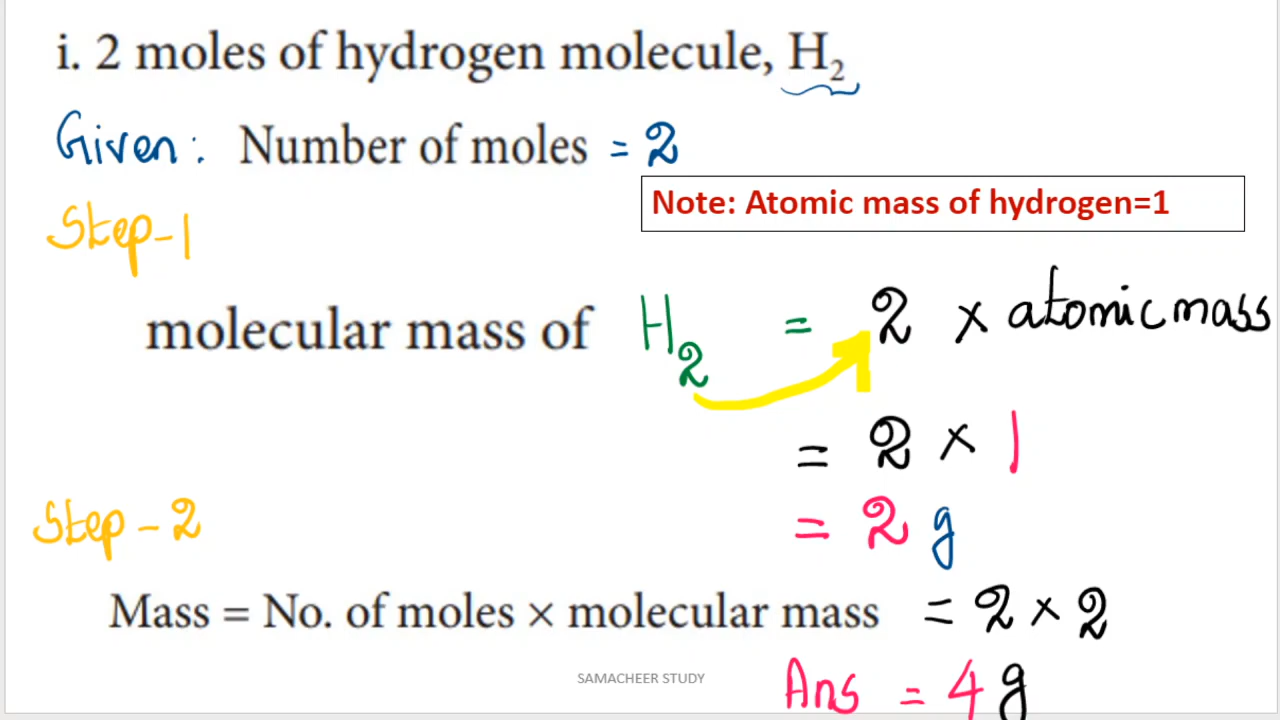 i. 2 moles of hydrogen molecule, H₂
Given: Number of moles = 2
Note: Atomic mass of hydrogen=1
Step-1
molecular mass of H₂ = 2 × atomic mass
= 2 × 1
= 2 g
Step-2
Mass = No. of moles × molecular mass = 2 × 2
Ans = 4 g
SAMACHEER STUDY